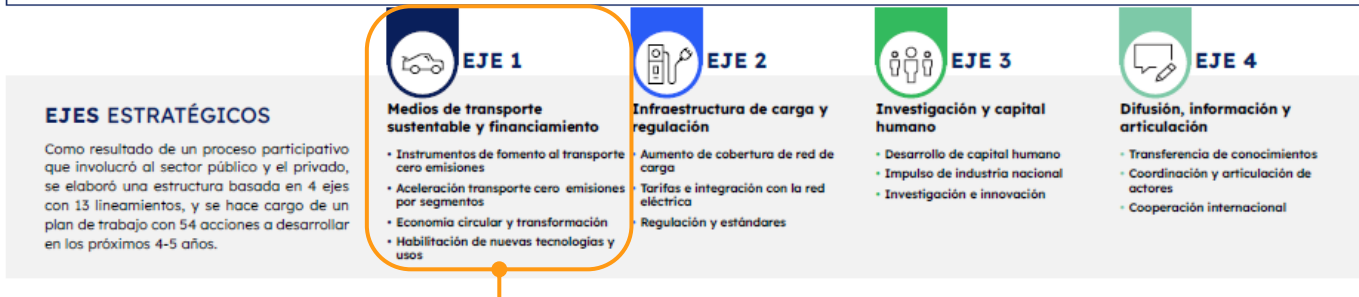 EJES ESTRATÉGICOS
Como resultado de un proceso participativo
que involucró al sector público y el privado,
se elaboró una estructura basada en 4 ejes
con 13 lineamientos, y se hace cargo de un
plan de trabajo con 54 acciones a desarrollar
en los próximos 4-5 años.
EJE 1
Medios de transporte
sustentable y financiamiento
• Instrumentos de fomento al transporte
cero emisiones
• Aceleración transporte cero emisiones
por segmentos
• Economía circular y transformación
• Habilitación de nuevas tecnologías y
usos
EJE 2
Infraestructura de carga y
regulación
• Aumento de cobertura de red de
carga
• Tarifas e integración con la red
eléctrica
• Regulación y estándares
EJE 3
Investigación y capital
humano
• Desarrollo de capital humano
• Impulso de industria nacional
• Investigación e innovación
EJE 4
Difusión, información y
articulación
• Transferencia de conocimientos
• Coordinación y articulación de
actores
• Cooperación internacional